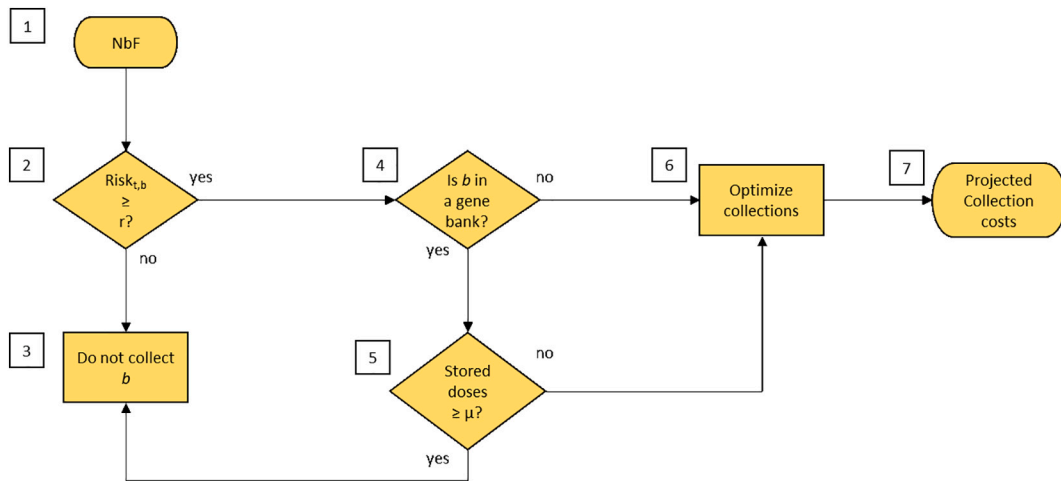 1
NbF
2
Risk_t,b
≥
r?
yes
no
3
Do not collect
b
4
Is b in
a gene
bank?
no
yes
5
Stored
doses
≥ μ?
no
yes
6
Optimize
collections
7
Projected
Collection
costs